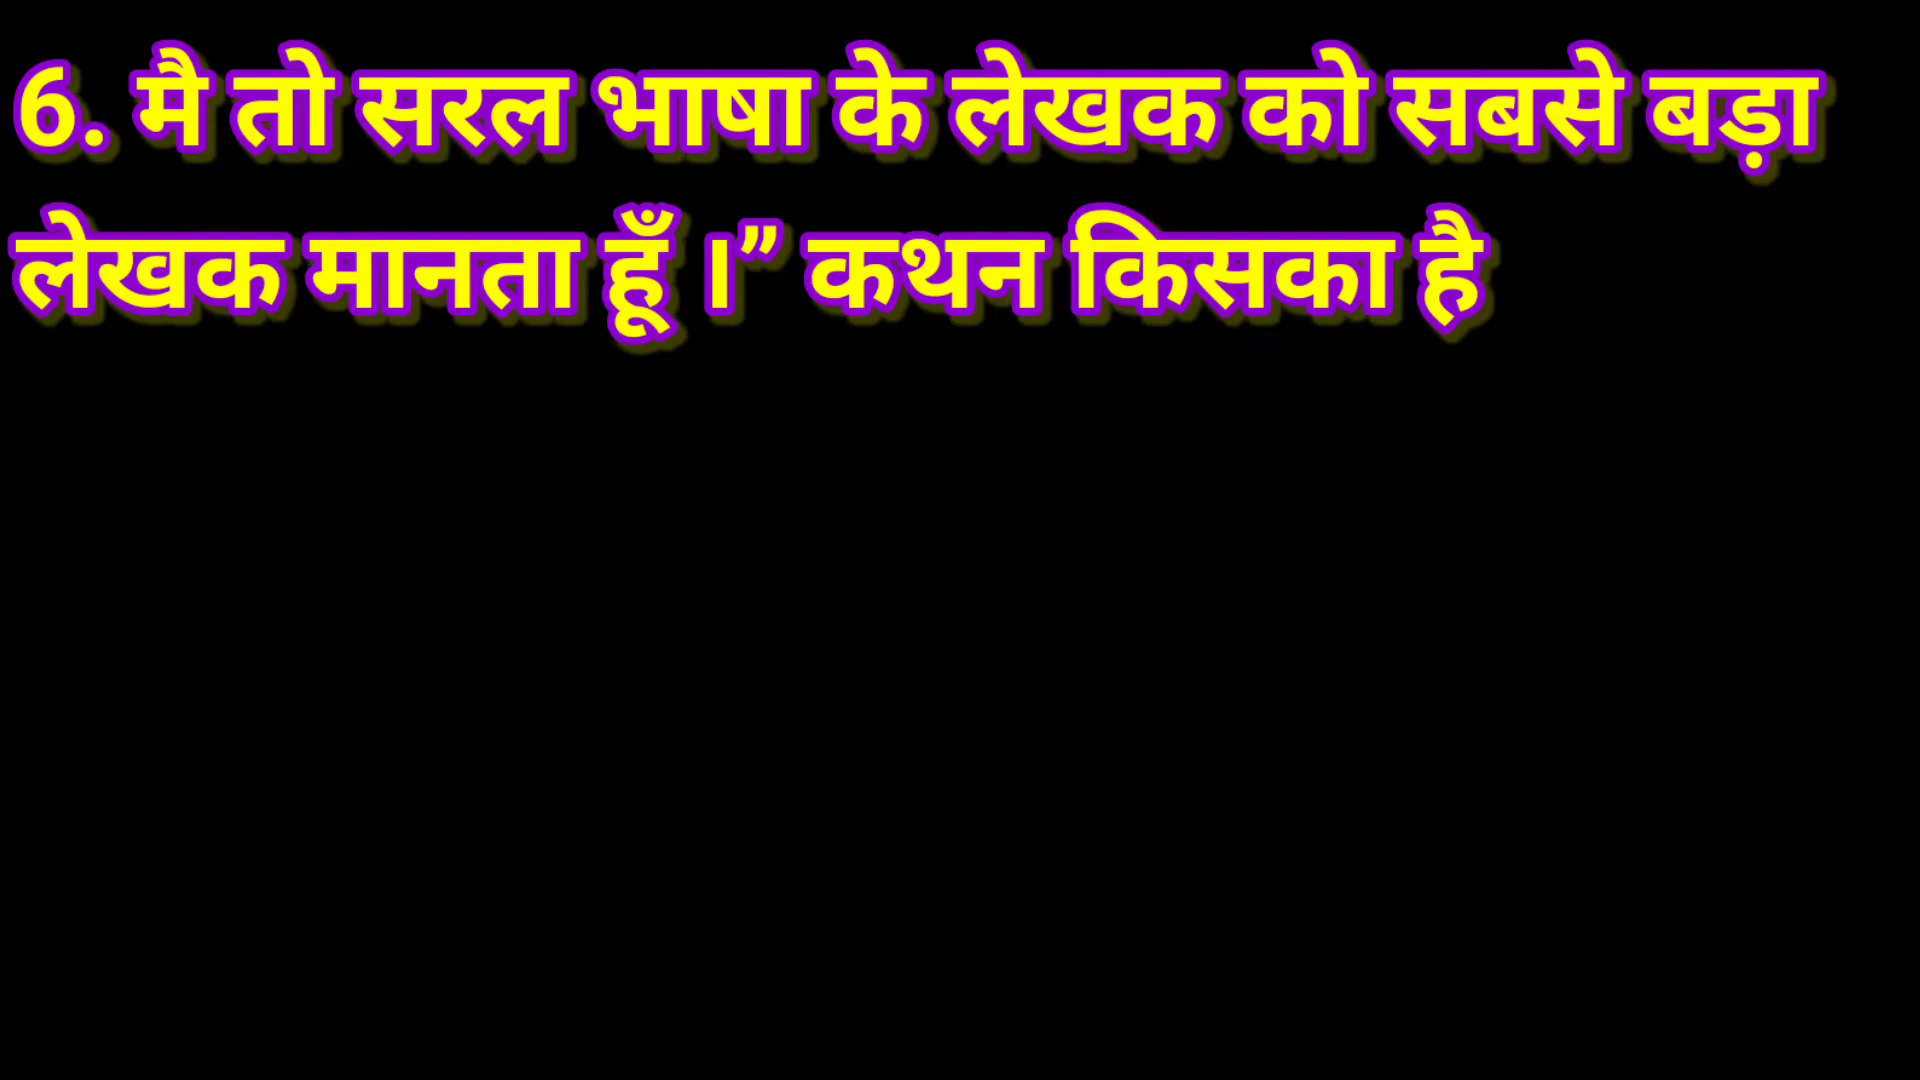 6. मै तो सरल भाषा के लेखक को सबसे बड़ा
लेखक मानता हूँ ।” कथन किसका है